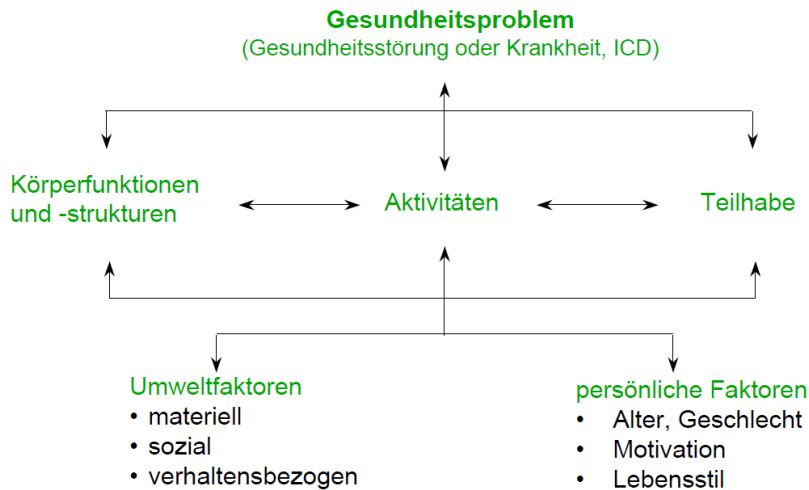 Gesundheitsproblem
(Gesundheitsstörung oder Krankheit, ICD)
Körperfunktionen
und -strukturen
Aktivitäten
Teilhabe
Umweltfaktoren
• materiell
• sozial
• verhaltensbezogen
persönliche Faktoren
• Alter, Geschlecht
• Motivation
• Lebensstil